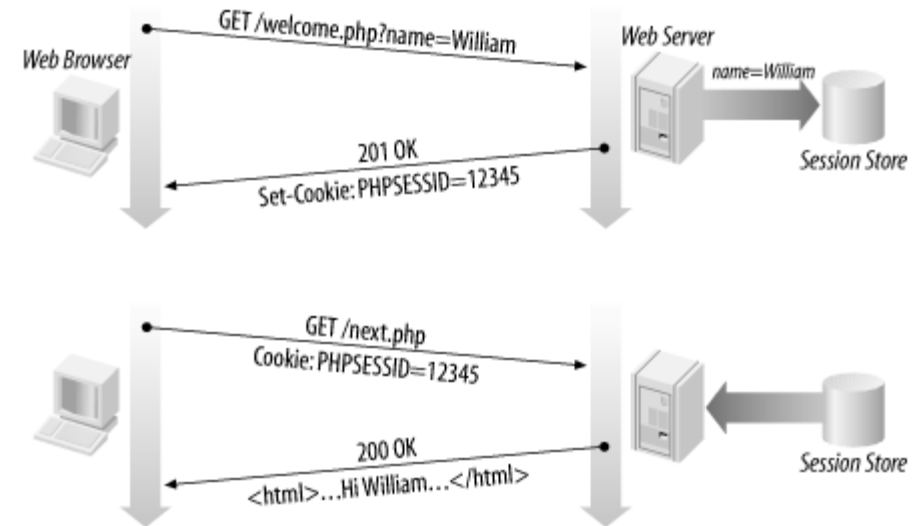 GET /welcome.php?name=William
Web Browser
Web Server
name=William
201 OK
Set-Cookie: PHPSESSID=12345
Session Store
GET /next.php
Cookie: PHPSESSID=12345
200 OK
<html>...Hi William...</html>
Session Store